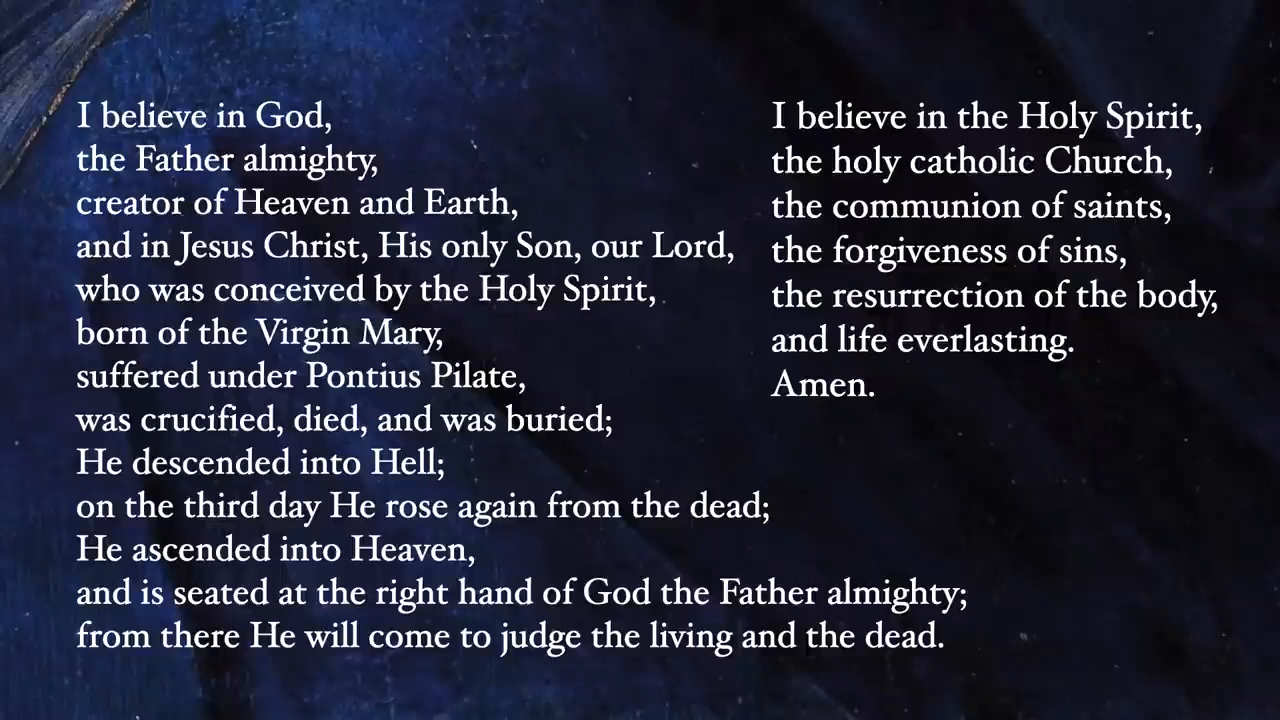 I believe in God,
the Father almighty,
creator of Heaven and Earth,
and in Jesus Christ, His only Son, our Lord,
who was conceived by the Holy Spirit,
born of the Virgin Mary,
suffered under Pontius Pilate,
was crucified, died, and was buried;
He descended into Hell;
on the third day He rose again from the dead;
He ascended into Heaven,
and is seated at the right hand of God the Father almighty;
from there He will come to judge the living and the dead.
I believe in the Holy Spirit,
the holy catholic Church,
the communion of saints,
the forgiveness of sins,
the resurrection of the body,
and life everlasting.
Amen.